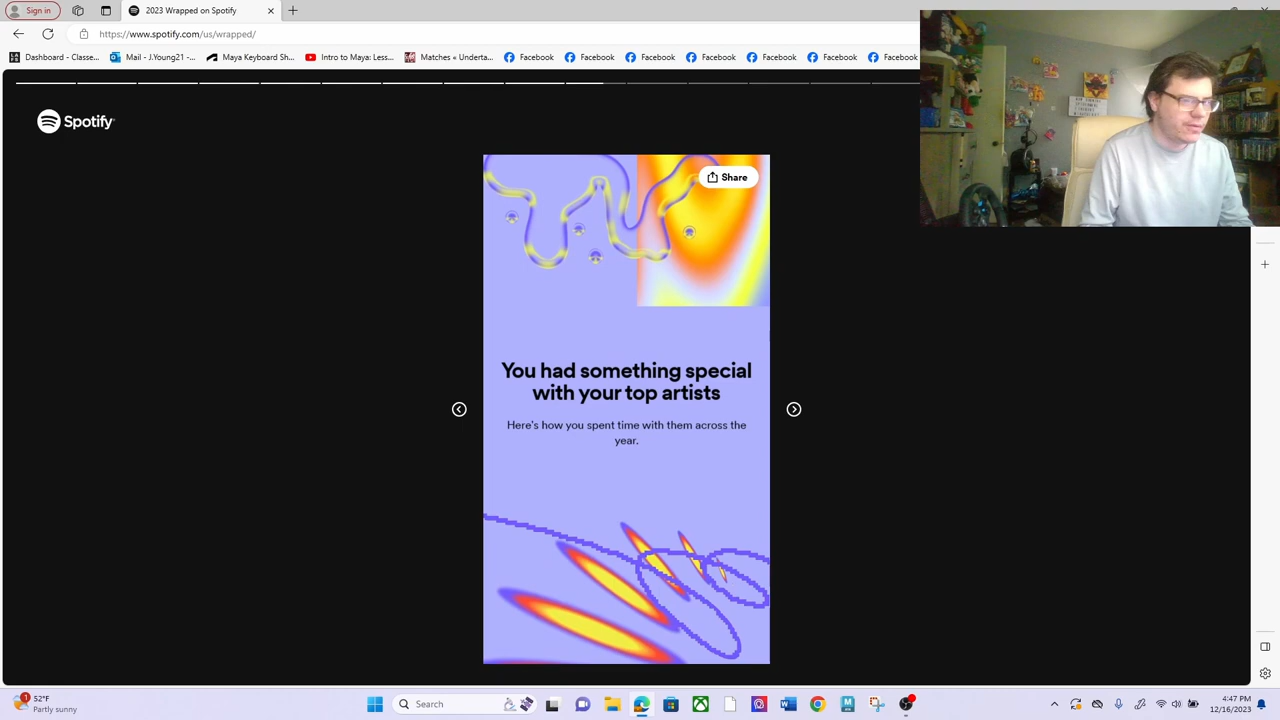 Sign in
2023 Wrapped on Spotify
https://www.spotify.com/us/wrapped/
Dashboard - Classe...
Mail - J.Young21 -...
Maya Keyboard Sh...
Intro to Maya: Less...
Matches « Underta...
Facebook
Facebook
Facebook
Facebook
Facebook
Facebook
Facebook
Spotify
Share
You had something special
with your top artists
Here's how you spent time with them across the
year.
1
52°F
Partly sunny
Search
4:47 PM
12/16/2023